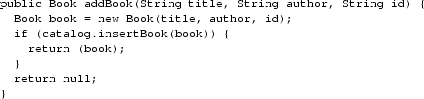 public Book addBook(String title, String author, String id) {
  Book book = new Book(title, author, id);
  if (catalog.insertBook(book)) {
    return (book);
  }
  return null;
}